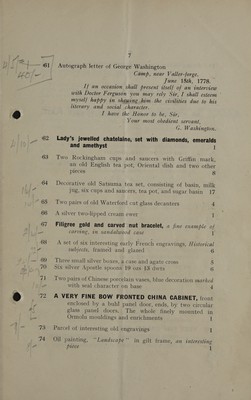 7
61 Autograph letter of George Washington
Camp, near Valley-forge,
June 18th, 1778.
If an occasion shall present itself of an interview
with Doctor Ferguson you may rely Sir, I shall esteem
myself happy in shewing him the civilities due to his
literary and social character.
I have the Honor to be, Sir,
Your most obedient servant,
G. Washington.
62 Lady's jewelled chatelaine, set with diamonds, emeralds
and amethyst 1
63 Two Rockingham cups and saucers with Griffin mark,
an old English tea pot, Oriental dish and two other
pieces 6
64 Decorative old Satsuma tea set, consisting of basin, milk
jug, six cups and saucers, tea pot, and sugar basin 17
65 Two pairs of old Waterford cut glass decanters 4
66 A silver two-lipped cream ewer 1
67 Filigree gold and carved nut bracelet, a fine example of
carving, in sandalwood case 1
68 A set of six interesting early French engravings, Historical
subjects, framed and glazed 6
69 Three small silver boxes, a case and agate cross 5
70 Six silver Apostle spoons 10 out 13 dwts 6
71 Two pairs of Chinese porcelain vases, blue decoration marked
with seal character on base 4
72 A VERY FINE BOW FRONTED CHINA CABINET, front
enclosed by a bold panel door, ends, by two circular
glass panel doors. The whole finely mounted in
Ormolu mouldings and enrichments 1
73 Parcel of interesting old engravings
74 Oil painting, "Landscape" in gilt frame, an interesting
piece 1